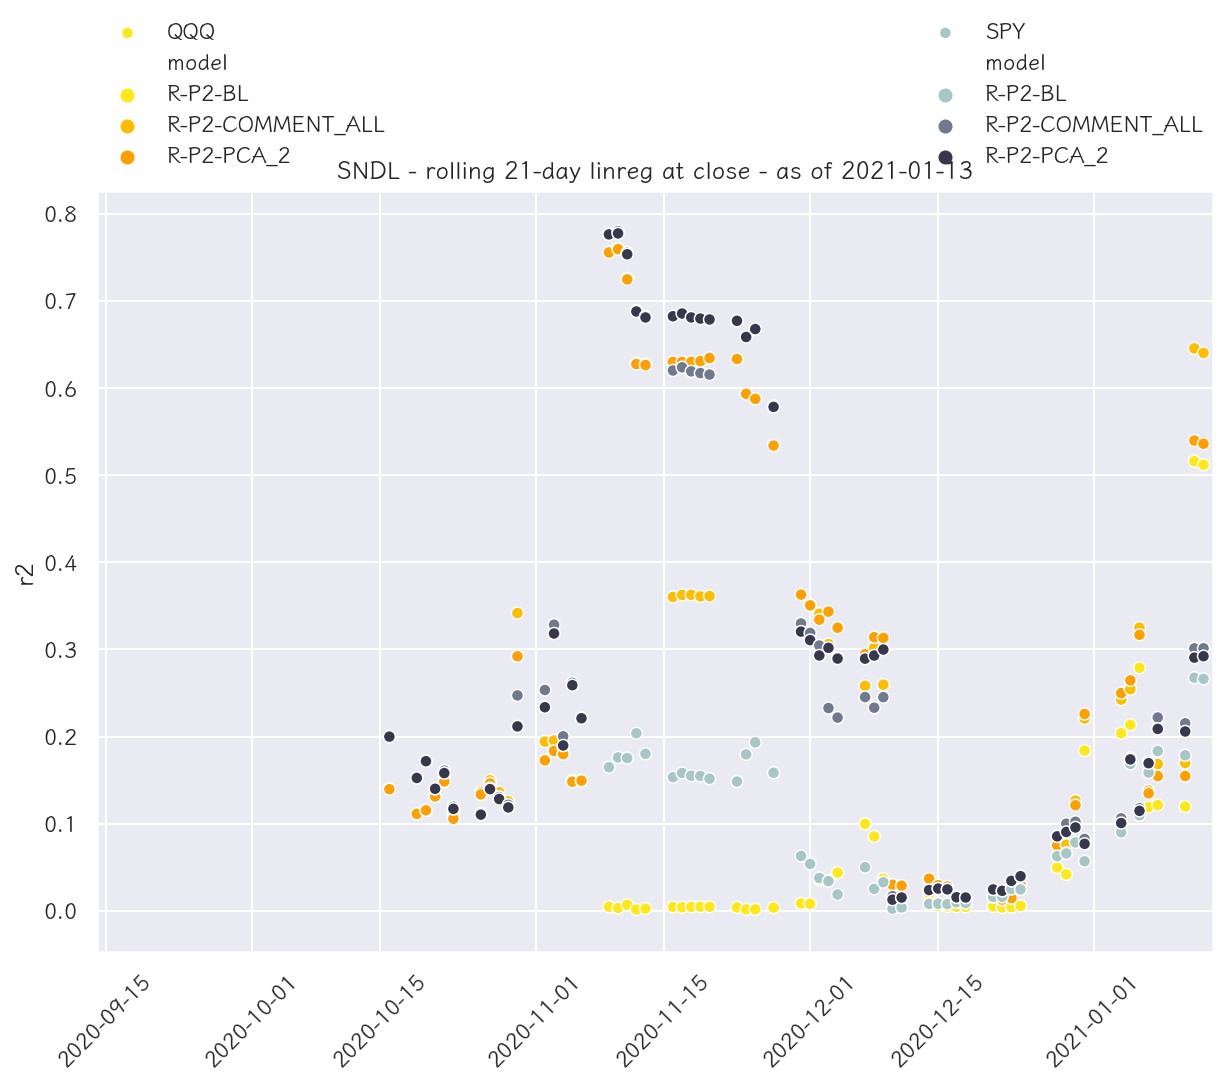 QQQ
model
R-P2-BL
R-P2-COMMENT_ALL
R-P2-PCA_2
SPY
model
R-P2-BL
R-P2-COMMENT_ALL
R-P2-PCA_2
SNDL - rolling 21-day linreg at close - as of 2021-01-13
0.8
0.7
0.6
0.5
0.4
0.3
0.2
0.1
0.0
r2
2020-09-15
2020-10-01
2020-10-15
2020-11-01
2020-11-15
2020-12-01
2020-12-15
2021-01-01